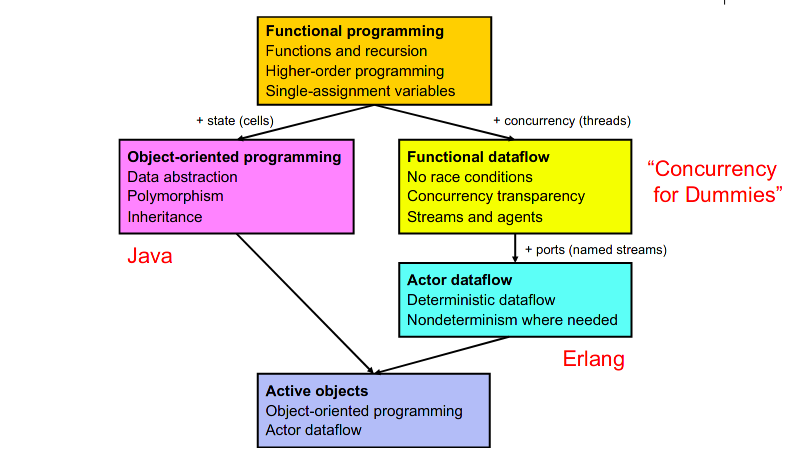 Functional programming
Functions and recursion
Higher-order programming
Single-assignment variables
+ state (cells)
+ concurrency (threads)
Object-oriented programming
Data abstraction
Polymorphism
Inheritance
Functional dataflow
No race conditions
Concurrency transparency
Streams and agents
“Concurrency
for Dummies”
Java
+ ports (named streams)
Actor dataflow
Deterministic dataflow
Nondeterminism where needed
Erlang
Active objects
Object-oriented programming
Actor dataflow